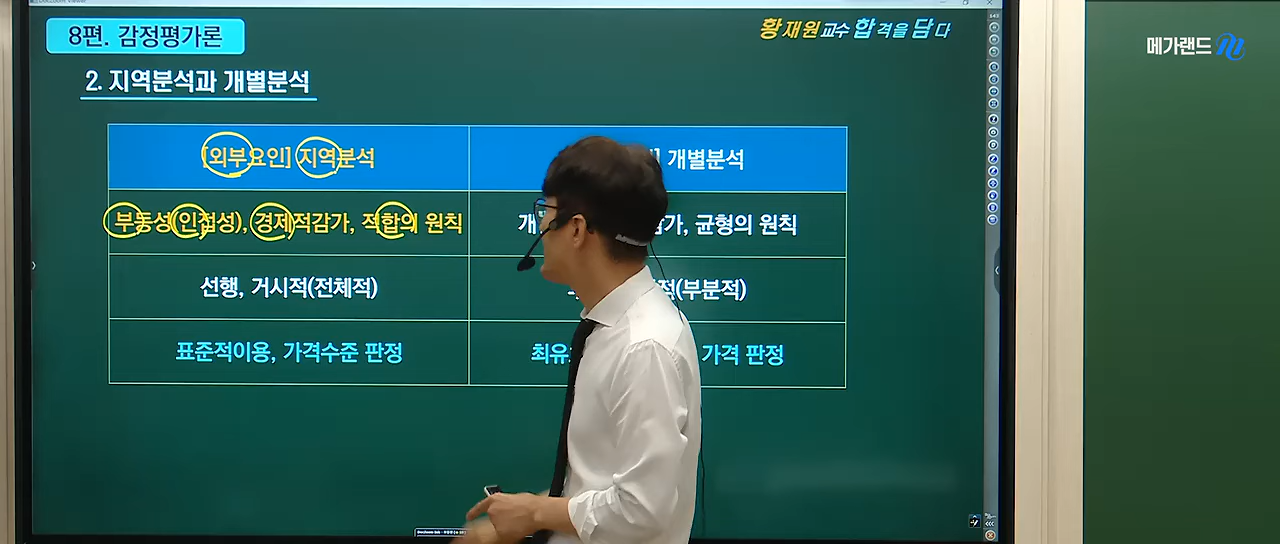 8편. 감정평가론
황재원 교수 합격을 담다
메가랜드
2. 지역분석과 개별분석
[외부요인] 지역분석
] 개별분석
부동성(인접성), 경제적감가, 적합의 원칙
개 가, 균형의 원칙
선행, 거시적(전체적)
적(부분적)
표준적이용, 가격수준 판정
최유 가격 판정